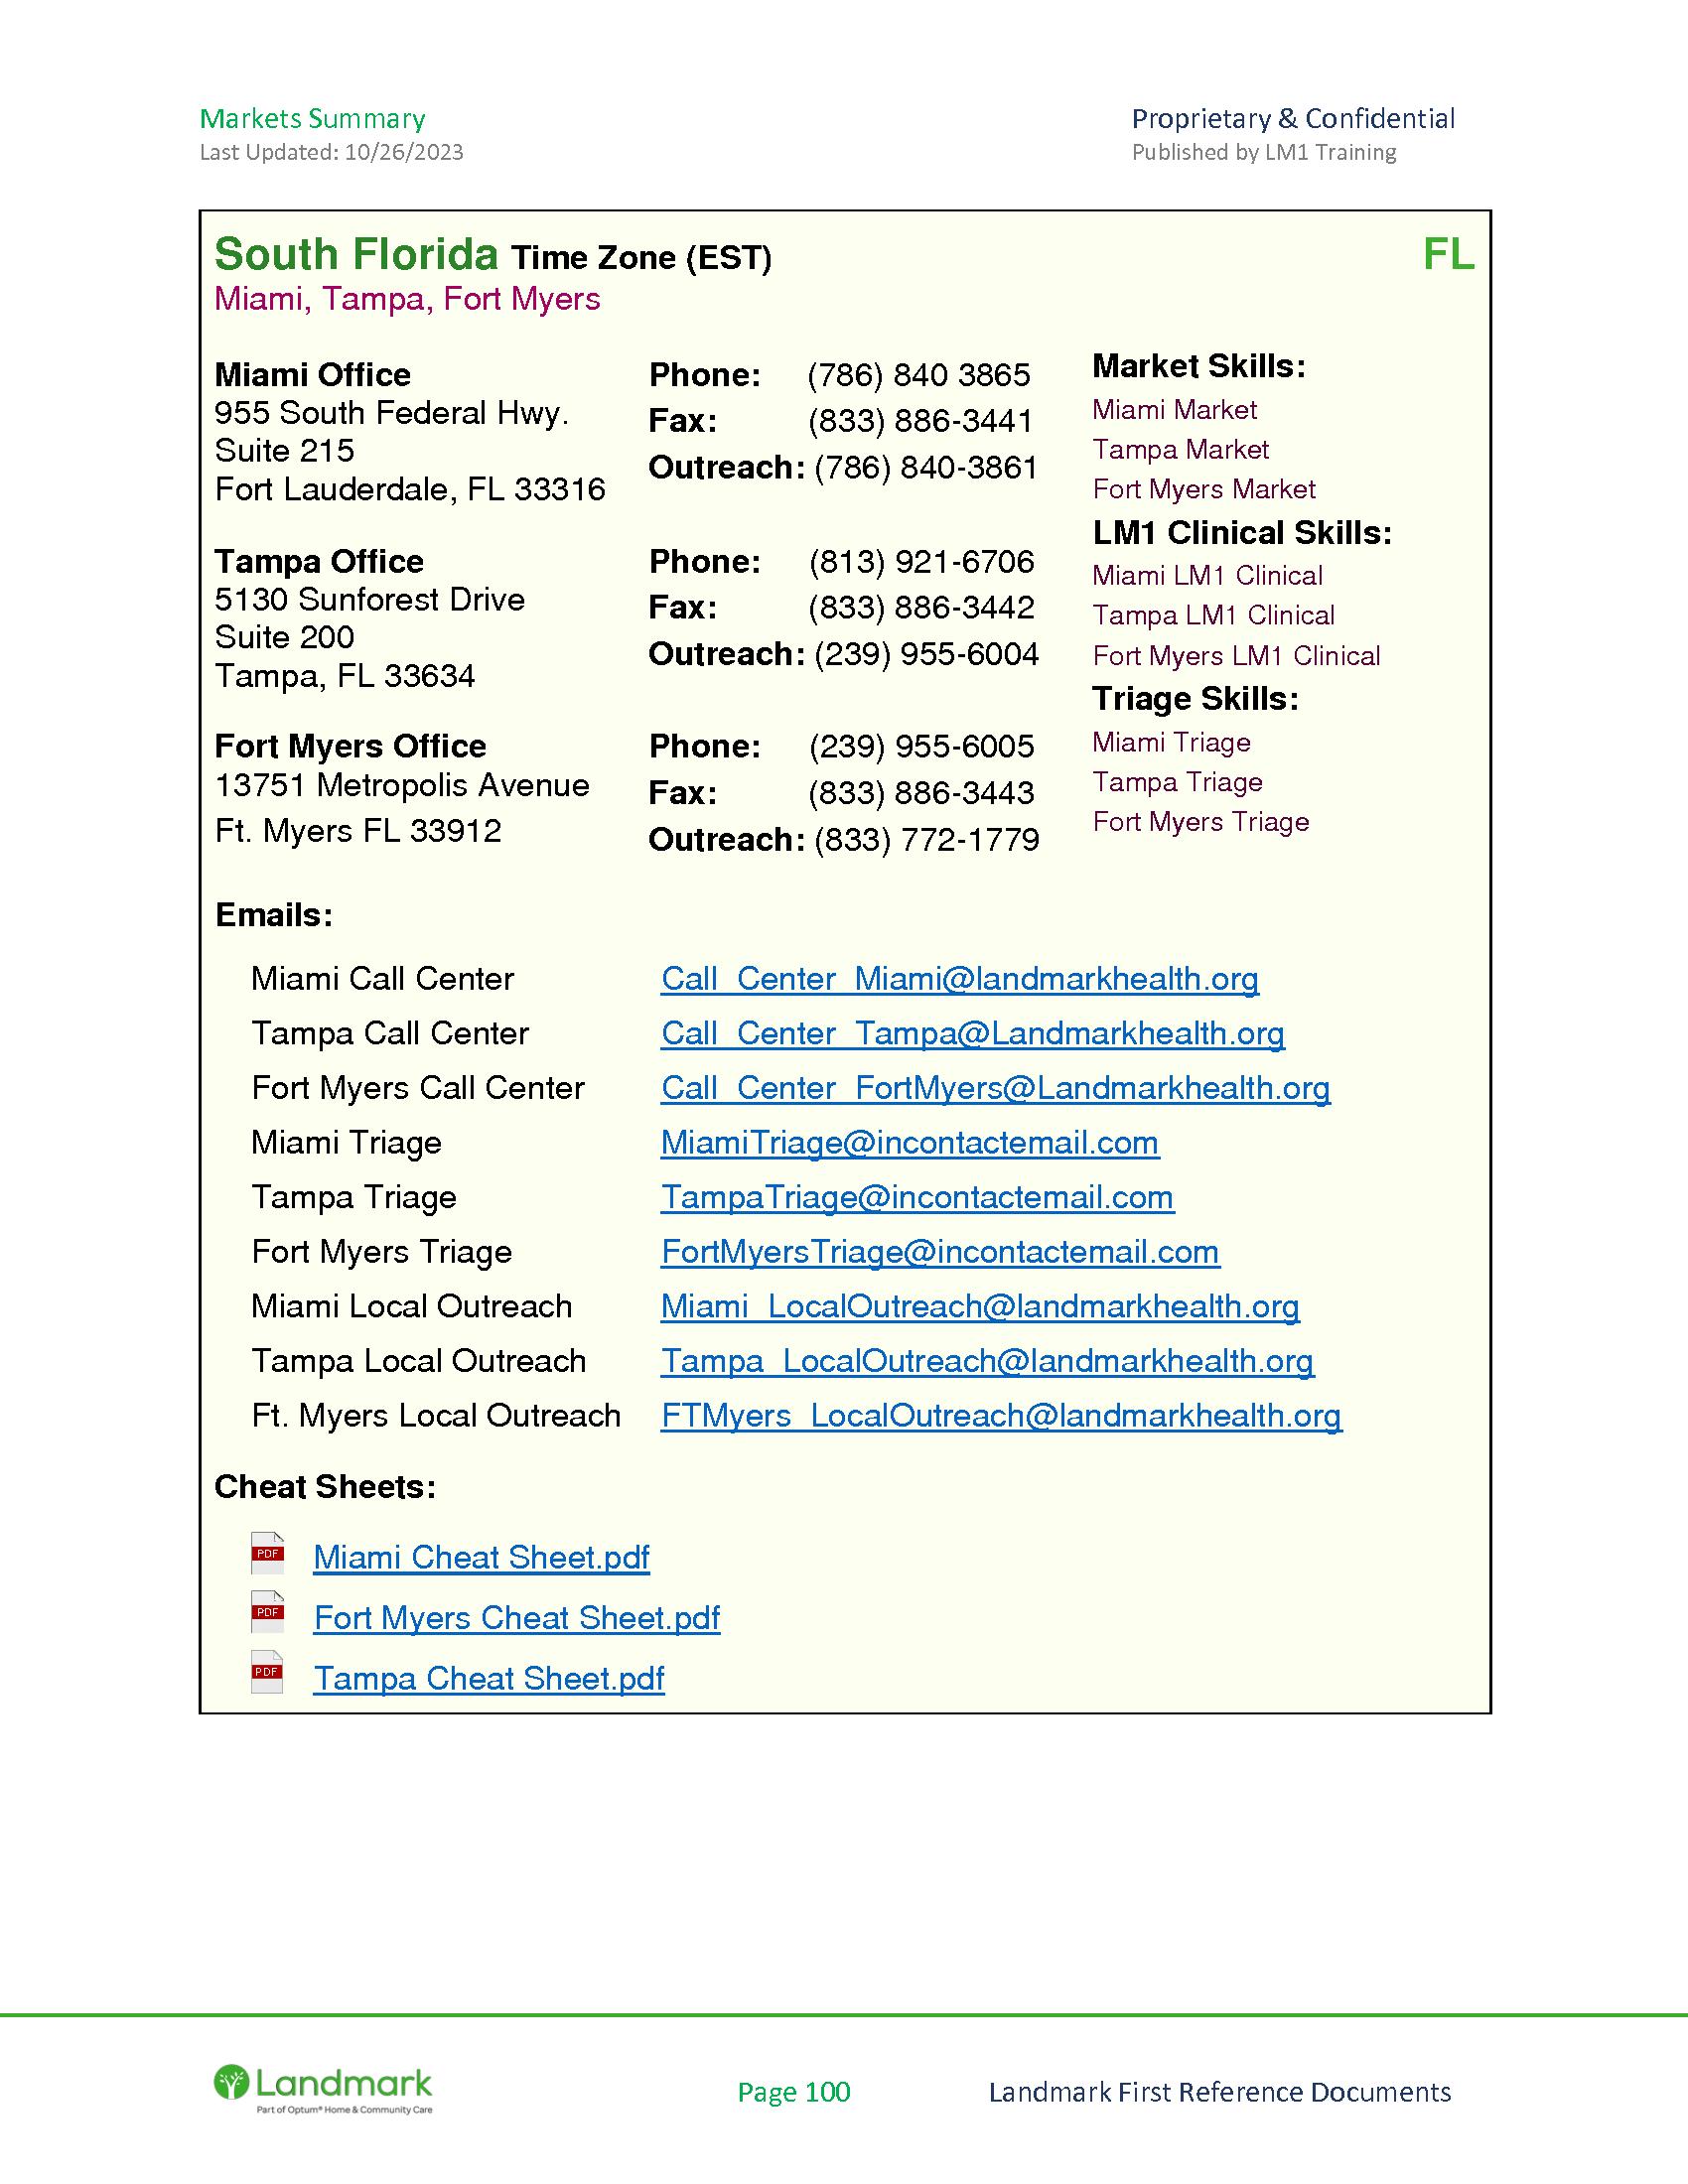 Markets Summary
Proprietary & Confidential
Last Updated: 10/26/2023
Published by LM1 Training
South Florida Time Zone (EST)
FL
Miami, Tampa, Fort Myers
Miami Office
955 South Federal Hwy.
Suite 215
Fort Lauderdale, FL 33316
Phone: (786) 840 3865
Fax: (833) 886-3441
Outreach: (786) 840-3861
Tampa Office
5130 Sunforest Drive
Suite 200
Tampa, FL 33634
Phone: (813) 921-6706
Fax: (833) 886-3442
Outreach: (239) 955-6004
Fort Myers Office
13751 Metropolis Avenue
Ft. Myers FL 33912
Phone: (239) 955-6005
Fax: (833) 886-3443
Outreach: (833) 772-1779
Market Skills:
Miami Market
Tampa Market
Fort Myers Market
LM1 Clinical Skills:
Miami LM1 Clinical
Tampa LM1 Clinical
Fort Myers LM1 Clinical
Triage Skills:
Miami Triage
Tampa Triage
Fort Myers Triage
Emails:
Miami Call Center Call_Center_Miami@landmarkhealth.org
Tampa Call Center Call_Center_Tampa@Landmarkhealth.org
Fort Myers Call Center Call_Center_FortMyers@Landmarkhealth.org
Miami Triage MiamiTriage@incontactemail.com
Tampa Triage TampaTriage@incontactemail.com
Fort Myers Triage FortMyersTriage@incontactemail.com
Miami Local Outreach Miami_LocalOutreach@landmarkhealth.org
Tampa Local Outreach Tampa_LocalOutreach@landmarkhealth.org
Ft. Myers Local Outreach FTMyers_LocalOutreach@landmarkhealth.org
Cheat Sheets:
PDF Miami Cheat Sheet.pdf
PDF Fort Myers Cheat Sheet.pdf
PDF Tampa Cheat Sheet.pdf
Landmark
Part of Optum® Home & Community Care
Page 100
Landmark First Reference Documents